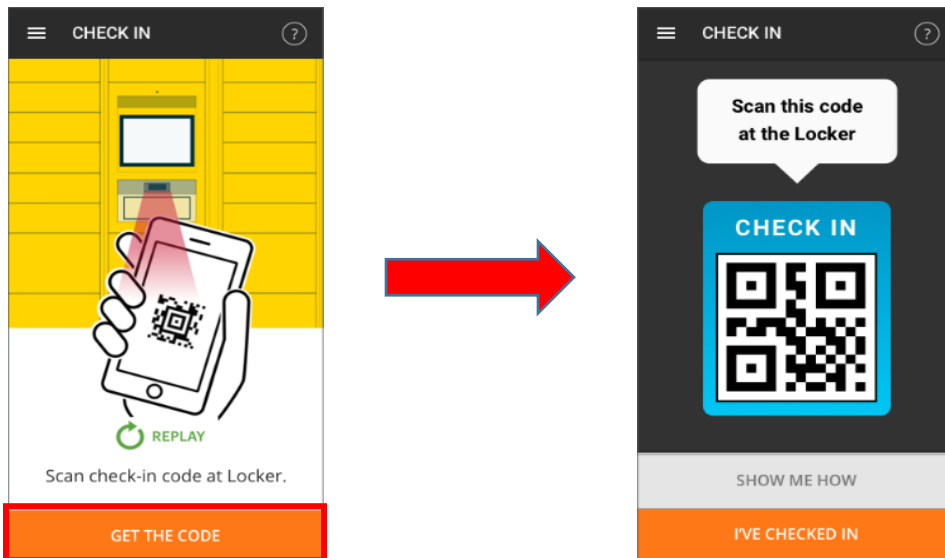 CHECK IN
?
REPLAY
Scan check-in code at Locker.
GET THE CODE
CHECK IN
?
Scan this code
at the Locker
CHECK IN
SHOW ME HOW
I'VE CHECKED IN